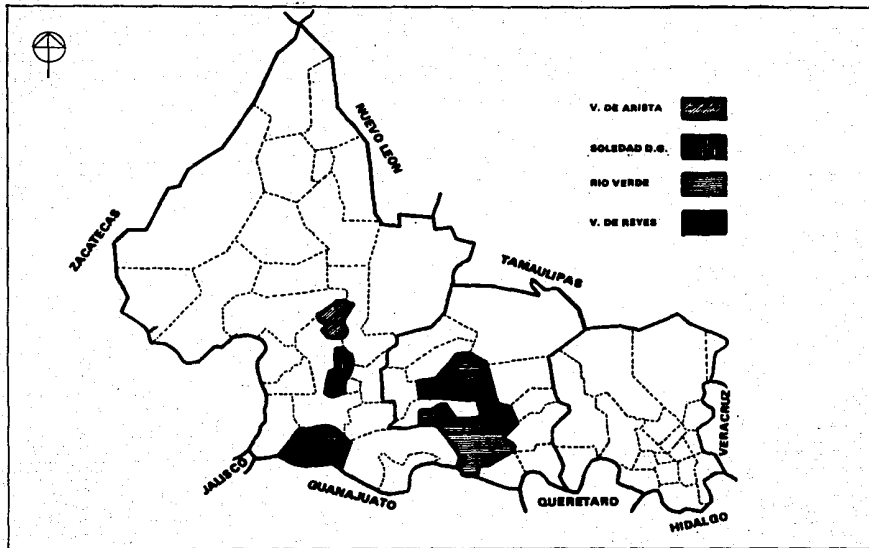 V. DE ARISTA
SOLEDAD D.G.
RIO VERDE
V. DE REYES
NUEVO LEON
ZACATECAS
TAMAULIPAS
VERACRUZ
JALISCO
GUANAJUATO
QUERETARO
HIDALGO